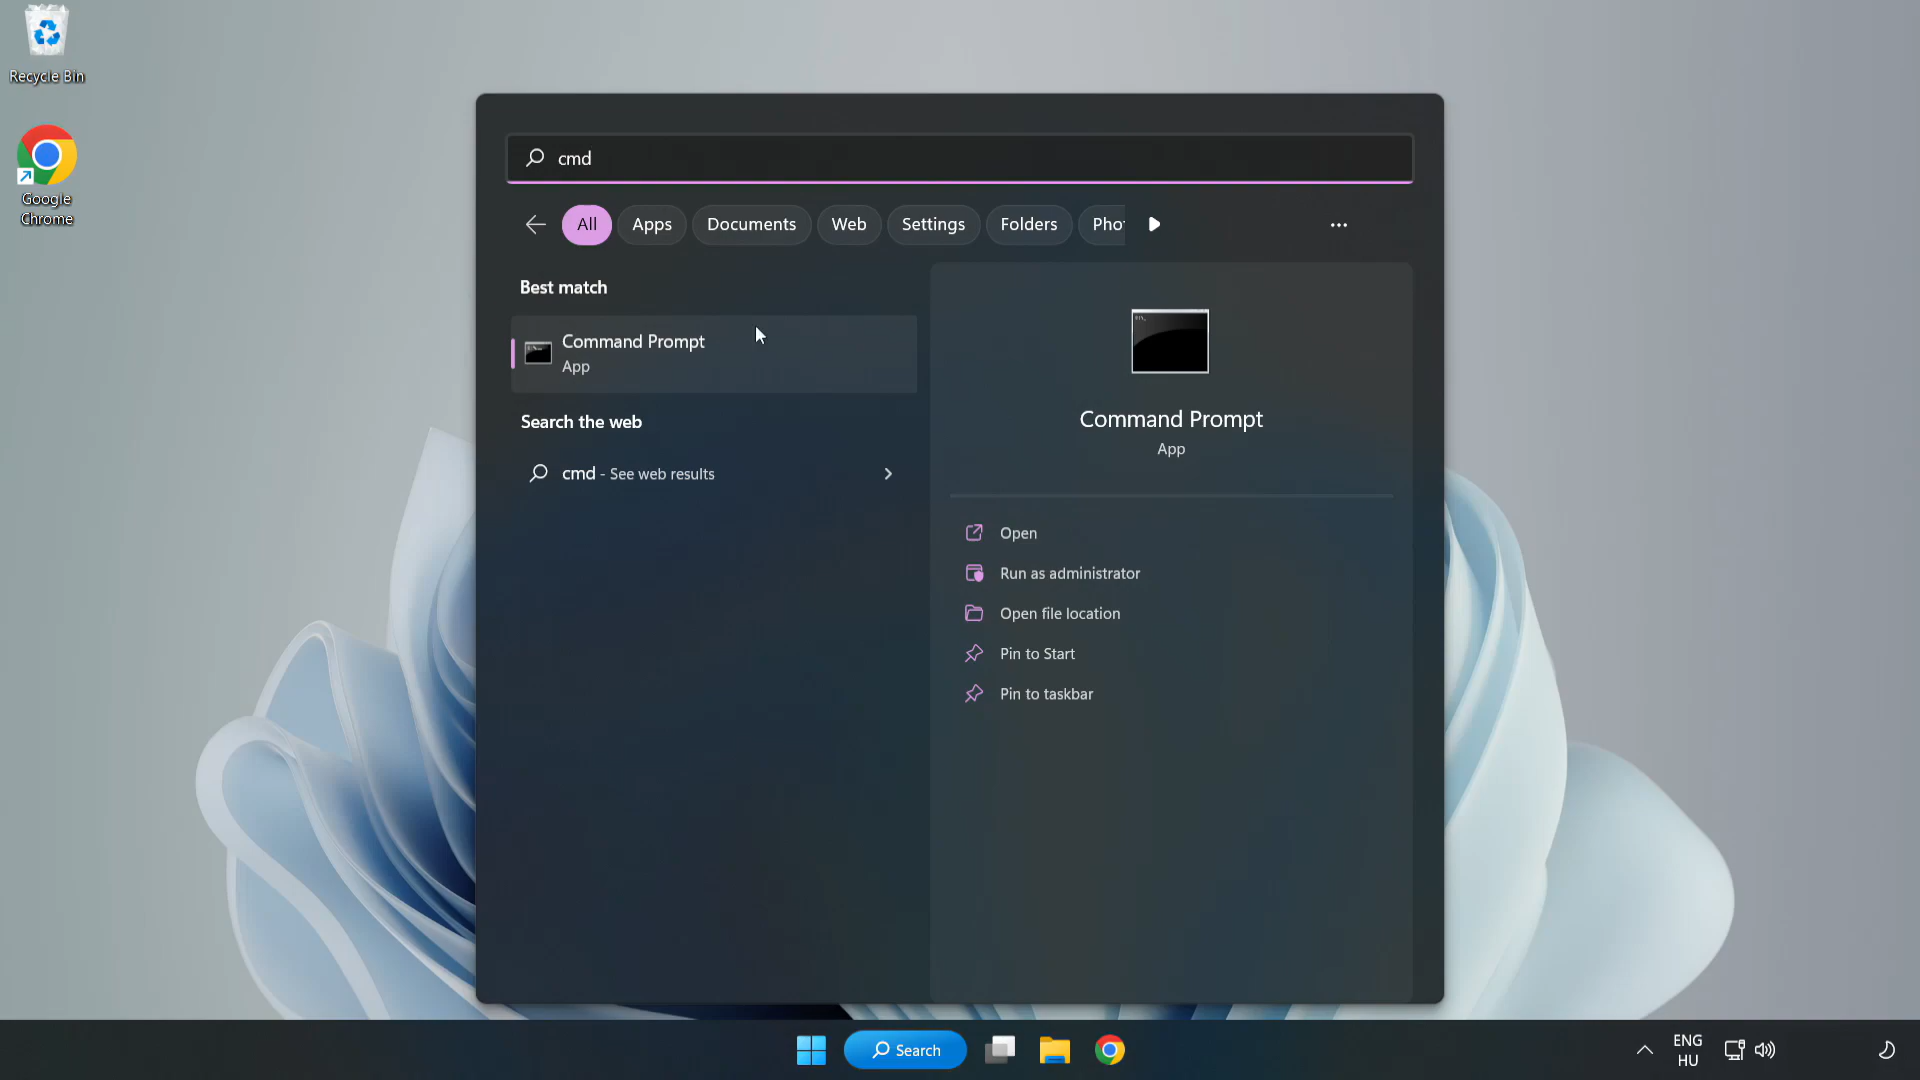 Recycle Bin
Google
Chrome
cmd
All
Apps
Documents
Web
Settings
Folders
Pho
Best match
Command Prompt
App
Search the web
cmd - See web results
Command Prompt
App
Open
Run as administrator
Open file location
Pin to Start
Pin to taskbar
Search
ENG
HU